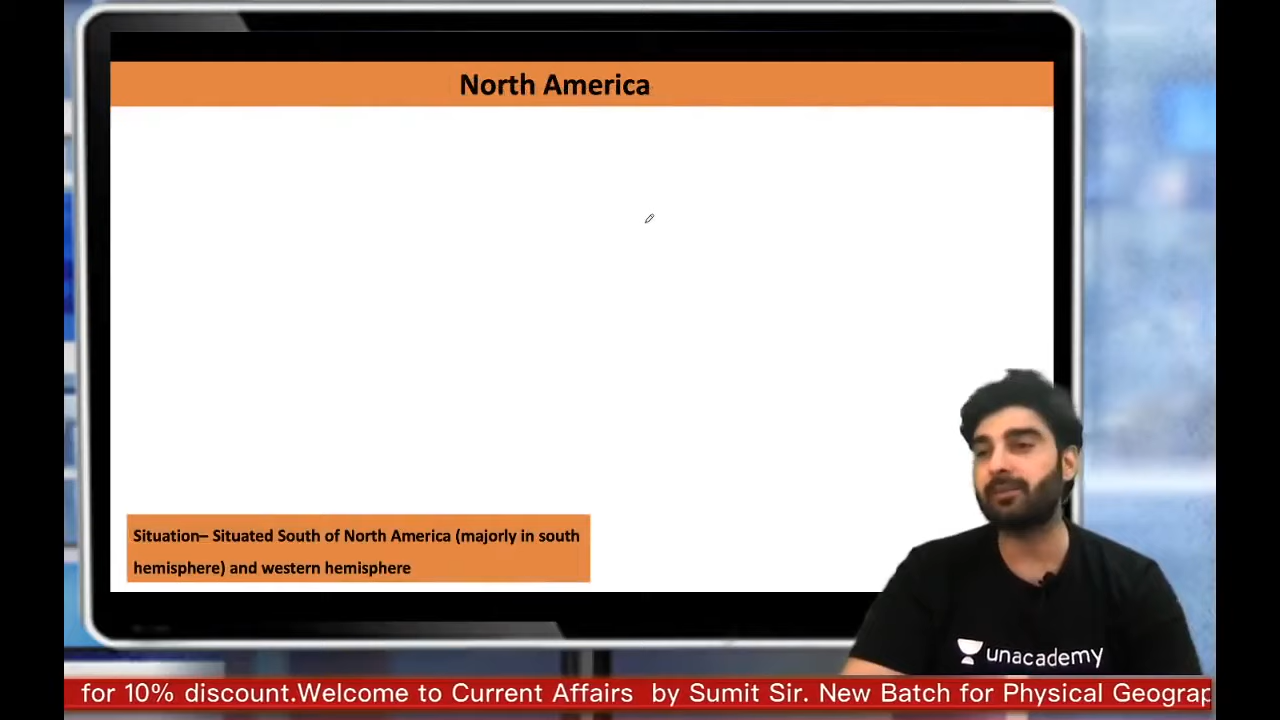 North America
Situation– Situated South of North America (majorly in south
hemisphere) and western hemisphere
unacademy
for 10% discount.Welcome to Current Affairs by Sumit Sir. New Batch for Physical Geograp